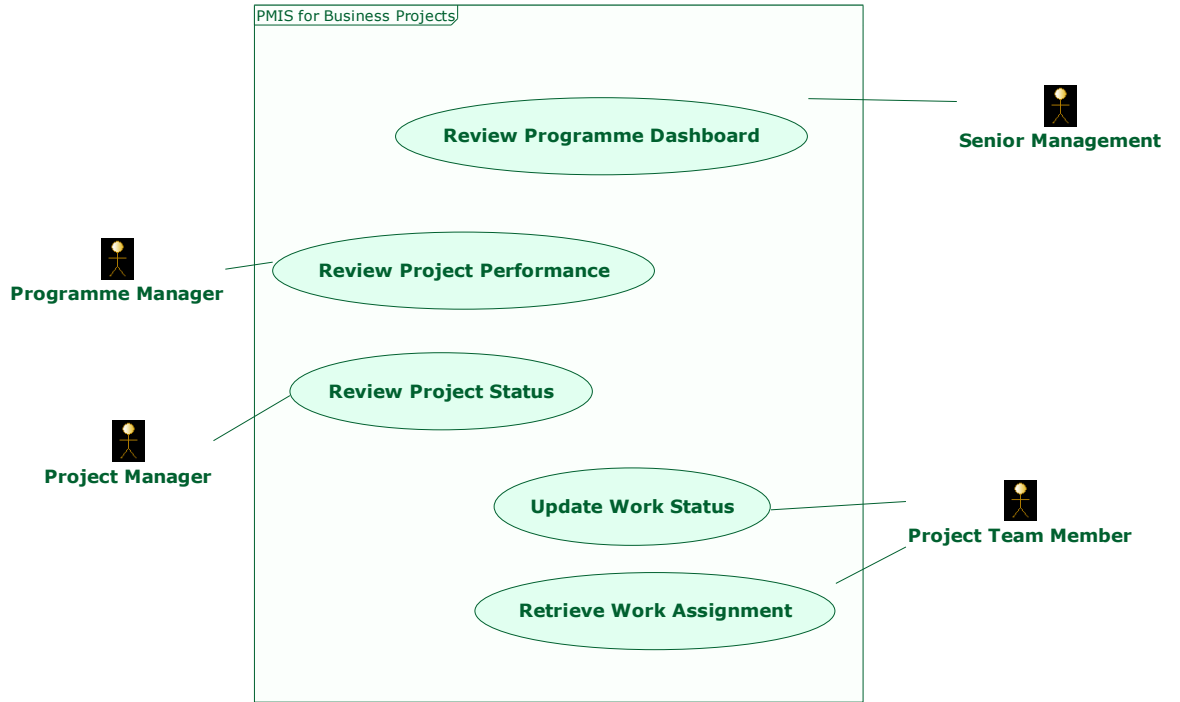 PMIS for Business Projects
Review Programme Dashboard
Senior Management
Review Project Performance
Programme Manager
Review Project Status
Project Manager
Update Work Status
Project Team Member
Retrieve Work Assignment